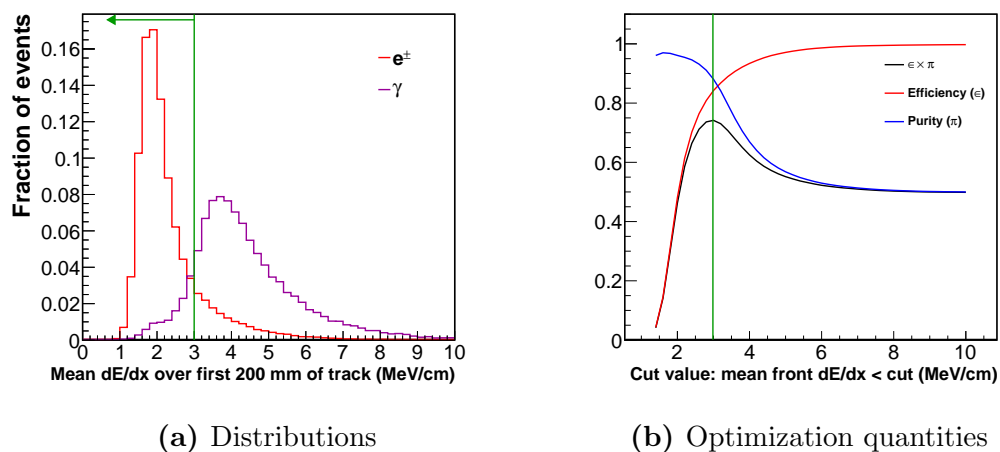 Fraction of events
0.16
0.14
0.12
0.1
0.08
0.06
0.04
0.02
0
e±
γ
0 1 2 3 4 5 6 7 8 9 10
Mean dE/dx over first 200 mm of track (MeV/cm)
(a) Distributions
1
0.8
0.6
0.4
0.2
0
∈ × π
Efficiency (∈)
Purity (π)
2 4 6 8 10
Cut value: mean front dE/dx < cut (MeV/cm)
(b) Optimization quantities